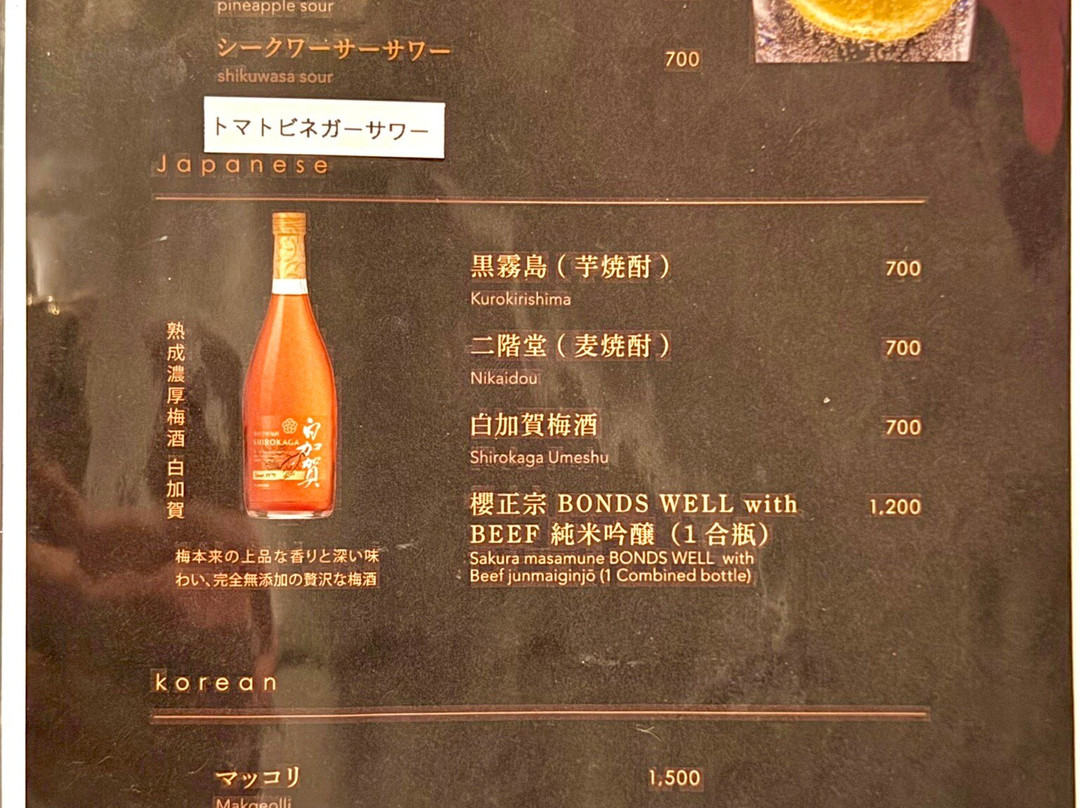 pineapple sour
シークワーサーサワー 700
shikuwasa sour
トマトビネガーサワー
Japanese
熟成濃厚梅酒 白加賀
SHIROKAGA
白加賀
梅本来の上品な香りと深い味
わい、完全無添加の贅沢な梅酒
黒霧島 ( 芋焼酎 ) 700
Kurokirishima
二階堂 ( 麦焼酎 ) 700
Nikaidou
白加賀梅酒 700
Shirokaga Umeshu
櫻正宗 BONDS WELL with 1,200
BEEF 純米吟醸（1 合瓶）
Sakura masamune BONDS WELL with
Beef junmaiginjō (1 Combined bottle)
korean
マッコリ 1,500
Makgeolli